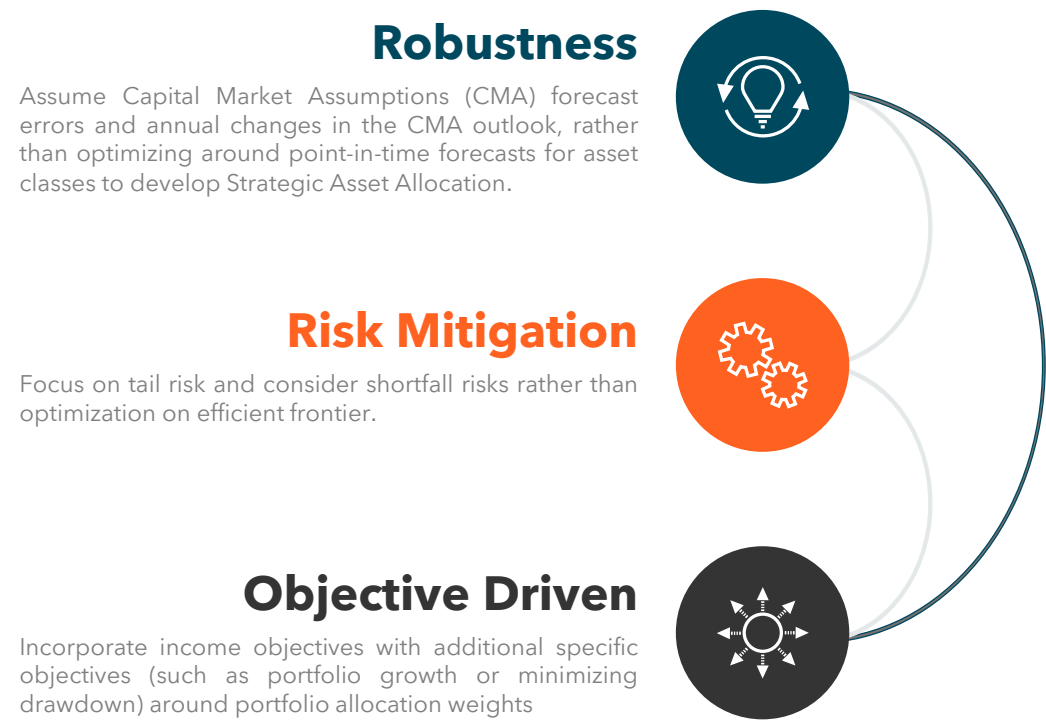 Robustness
Assume Capital Market Assumptions (CMA) forecast
errors and annual changes in the CMA outlook, rather
than optimizing around point-in-time forecasts for asset
classes to develop Strategic Asset Allocation.
Risk Mitigation
Focus on tail risk and consider shortfall risks rather than
optimization on efficient frontier.
Objective Driven
Incorporate income objectives with additional specific
objectives (such as portfolio growth or minimizing
drawdown) around portfolio allocation weights